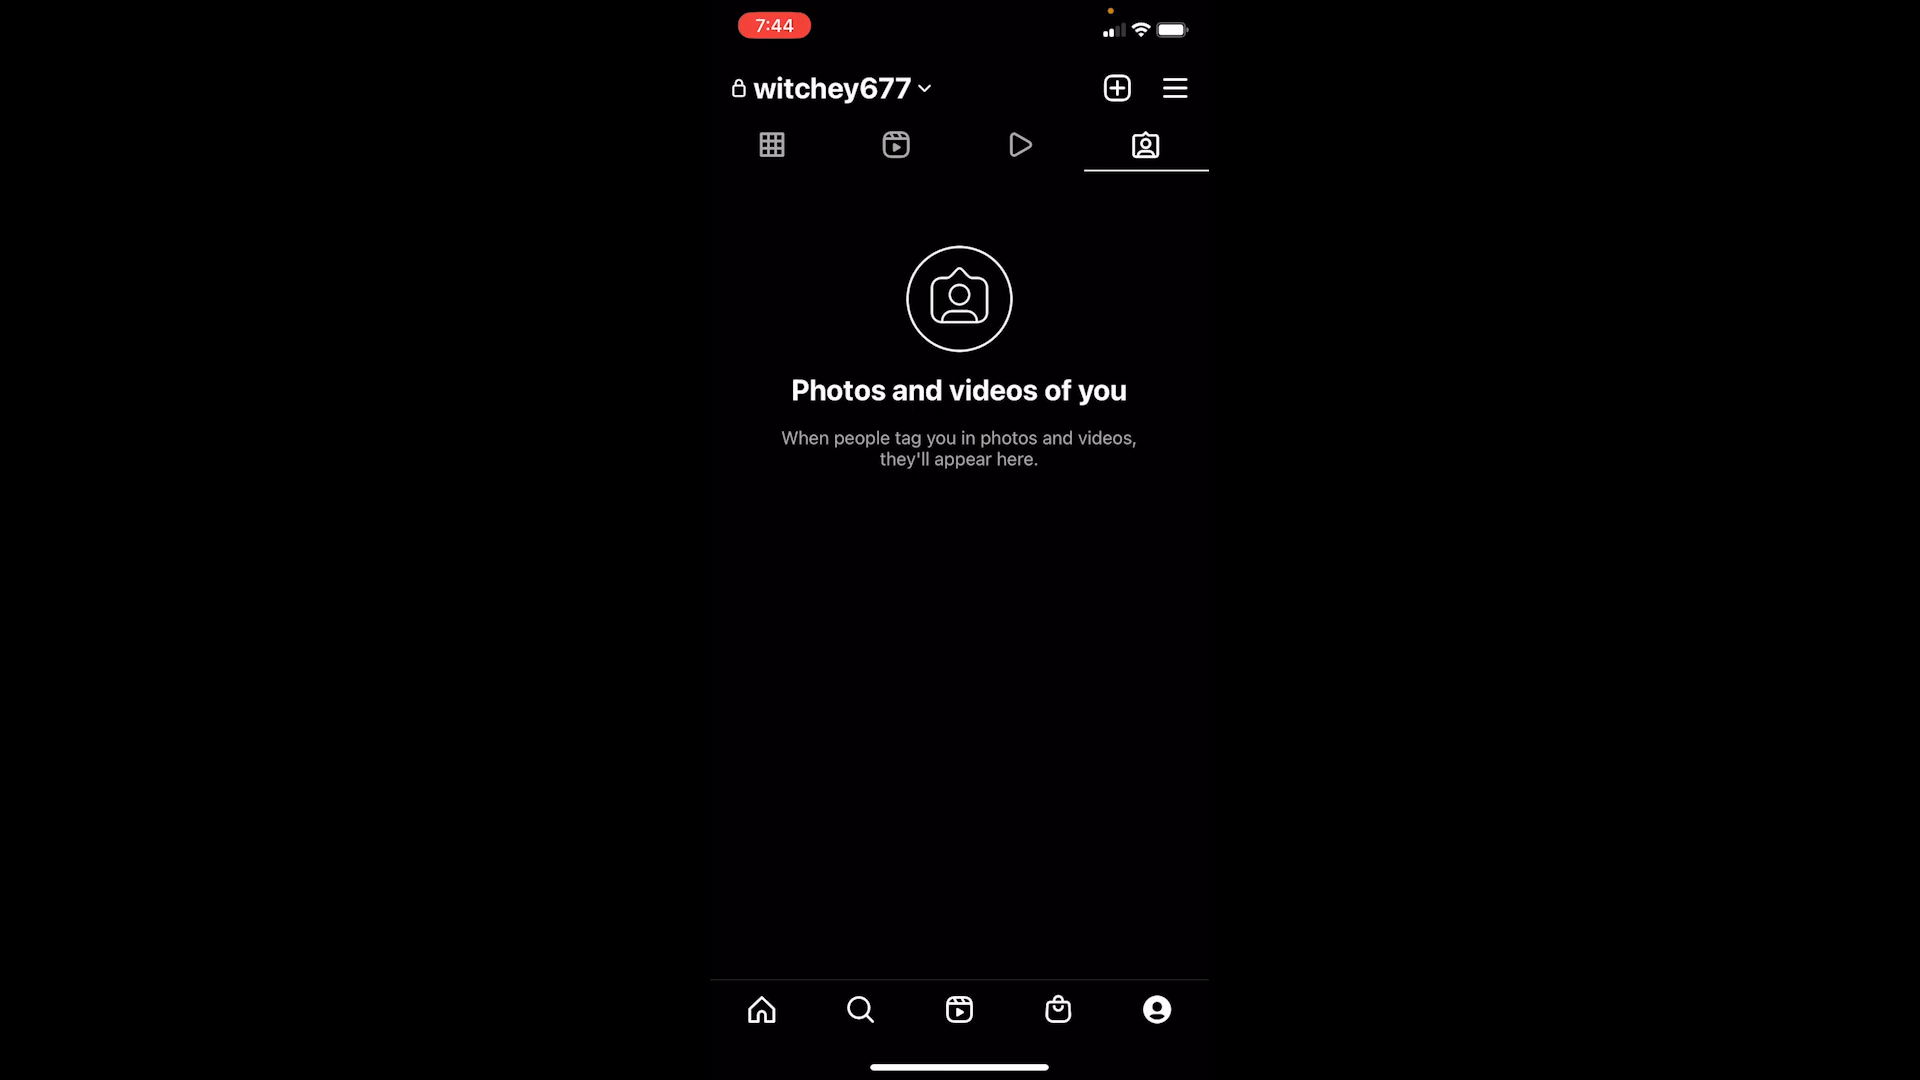 7:44
witchey677
Photos and videos of you
When people tag you in photos and videos,
they'll appear here.